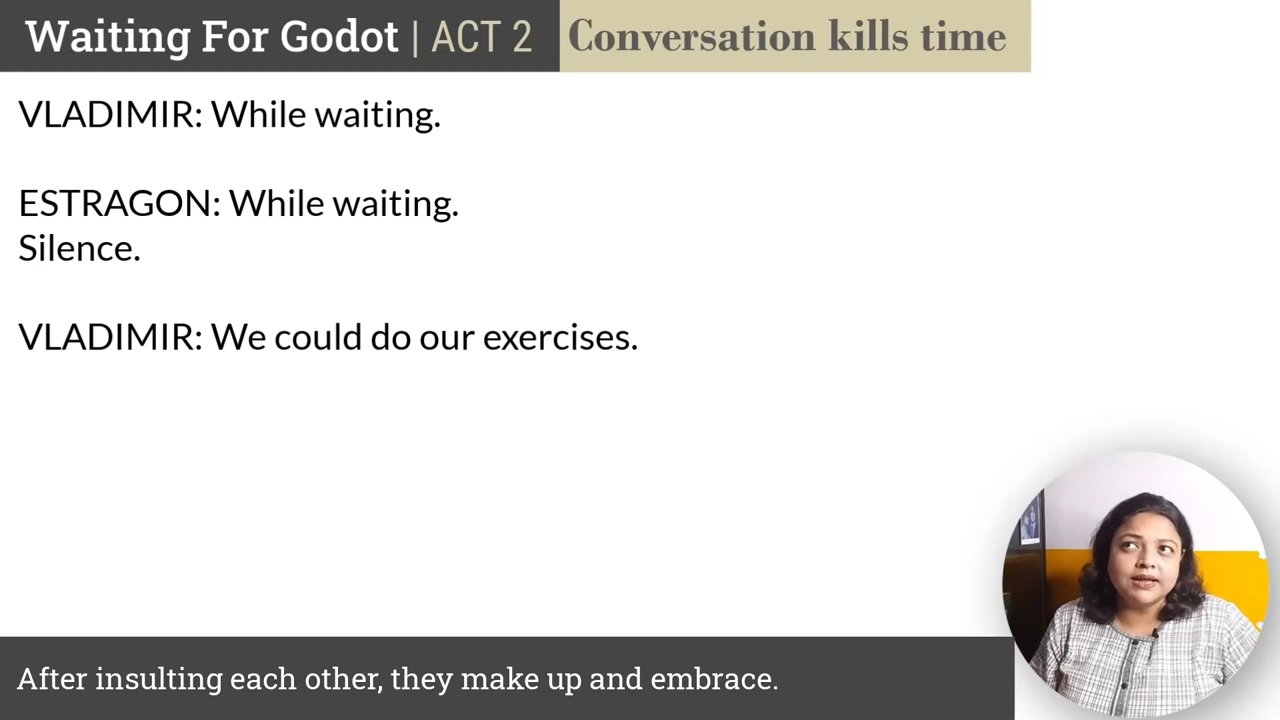 Waiting For Godot | ACT 2 Conversation kills time
VLADIMIR: While waiting.
ESTRAGON: While waiting.
Silence.
VLADIMIR: We could do our exercises.
After insulting each other, they make up and embrace.